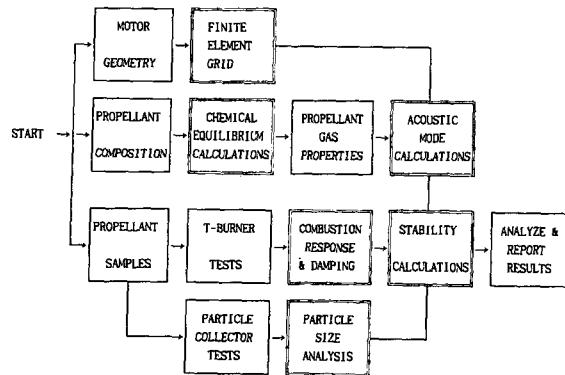 MOTOR
GEOMETRY
FINITE
ELEMENT
GRID
START
PROPELLANT
COMPOSITION
CHEMICAL
EQUILIBRIUM
CALCULATIONS
PROPELLANT
GAS
PROPERTIES
ACOUSTIC
MODE
CALCULATIONS
PROPELLANT
SAMPLES
T-BURNER
TESTS
COMBUSTION
RESPONSE
& DAMPING
STABILITY
CALCULATIONS
ANALYZE &
REPORT
RESULTS
PARTICLE
COLLECTOR
TESTS
PARTICLE
SIZE
ANALYSIS